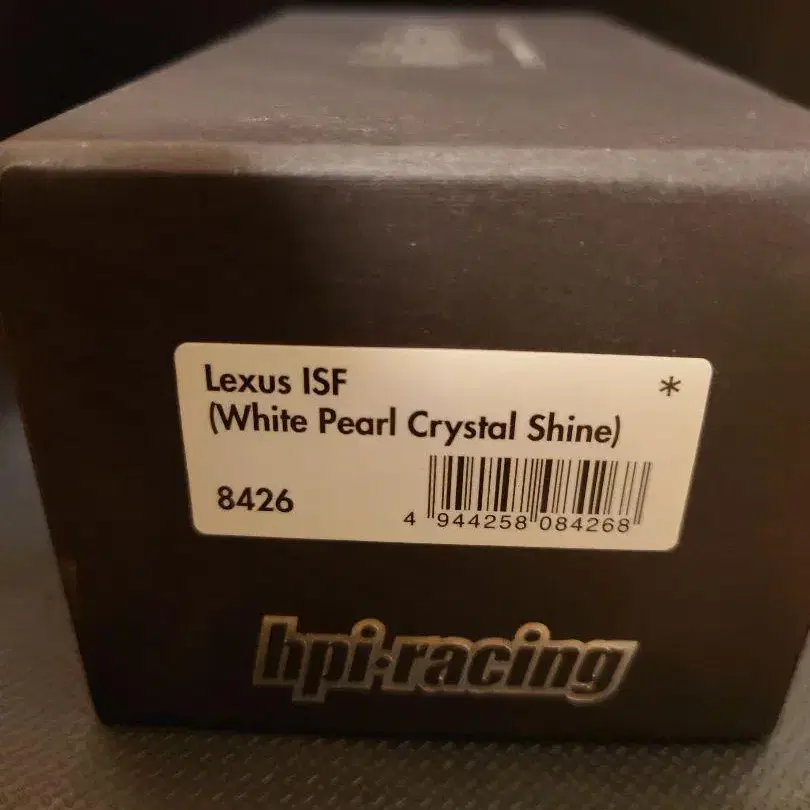 Lexus ISF *
(White Pearl Crystal Shine)
8426
4 944258 084268
hpi·racing